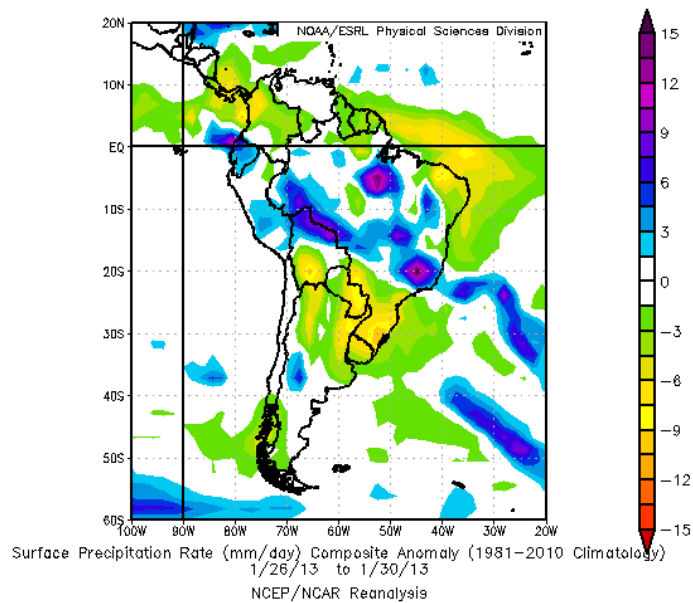 NOAA/ESRL Physical Sciences Division
20N
10N
EQ
10S
20S
30S
40S
50S
60S
100W 90W 80W 70W 60W 50W 40W 30W 20W
15
12
9
6
3
0
-3
-6
-9
-12
-15
Surface Precipitation Rate (mm/day) Composite Anomaly (1981-2010 Climatology)
1/26/13 to 1/30/13
NCEP/NCAR Reanalysis